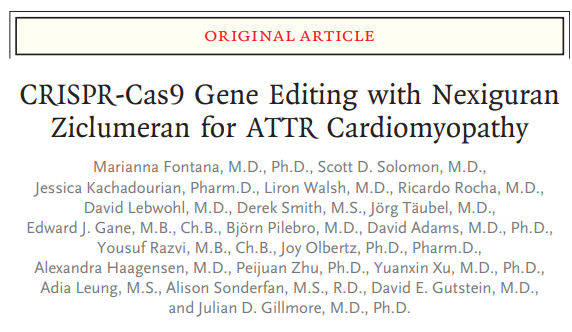 ORIGINAL ARTICLE
CRISPR-Cas9 Gene Editing with Nexiguran
Ziclumeran for ATTR Cardiomyopathy
Marianna Fontana, M.D., Ph.D., Scott D. Solomon, M.D.,
Jessica Kachadourian, Pharm.D., Liron Walsh, M.D., Ricardo Rocha, M.D.,
David Lebwohl, M.D., Derek Smith, M.S., Jörg Täubel, M.D.,
Edward J. Gane, M.B., Ch.B., Björn Pilebro, M.D., David Adams, M.D., Ph.D.,
Yousuf Razvi, M.B., Ch.B., Joy Olbertz, Ph.D., Pharm.D.,
Alexandra Haagensen, M.D., Peijuan Zhu, Ph.D., Yuanxin Xu, M.D., Ph.D.,
Adia Leung, M.S., Alison Sonderfan, M.S., R.D., David E. Gutstein, M.D.,
and Julian D. Gillmore, M.D., Ph.D.